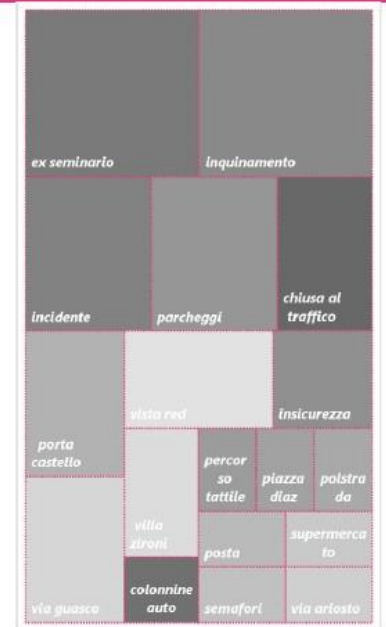 ex seminario
inquinamento
incidente
parcheggi
chiusa al
traffico
porta
castello
vista red
insicurezza
percor
so
tattile
piazza
diaz
polstra
da
villa
zironi
posta
supermerca
to
via guasco
colonnine
auto
semafori
via ariosto